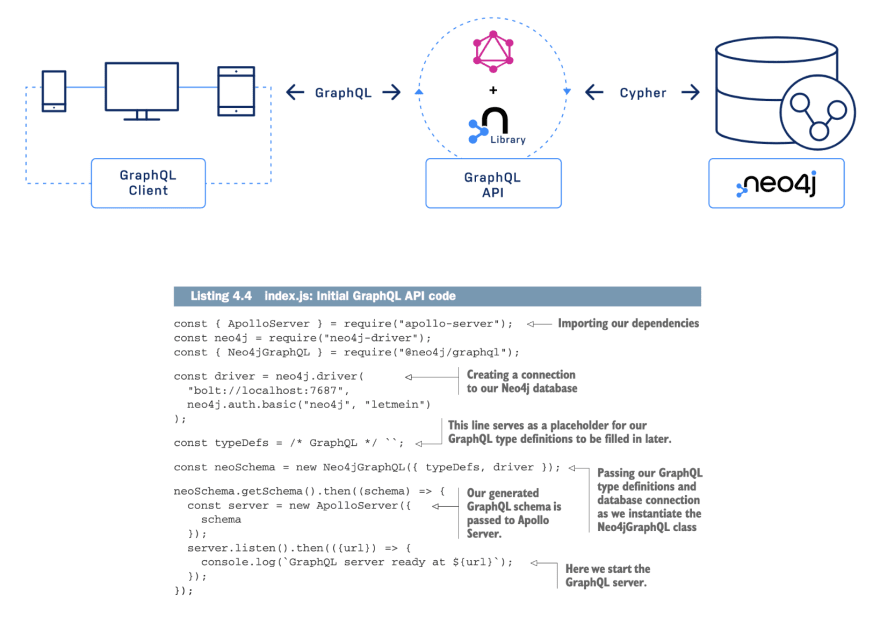 GraphQL
Cypher
+
n
Library
GraphQL
Client
GraphQL
API
neo4j
Listing 4.4 index.js: Initial GraphQL API code
const { ApolloServer } = require("apollo-server");
Importing our dependencies
const neo4j = require("neo4j-driver");
const { Neo4jGraphQL } = require("@neo4j/graphql");
const driver = neo4j.driver(
"bolt://localhost:7687",
neo4j.auth.basic("neo4j", "letmein")
);
Creating a connection
to our Neo4j database
const typeDefs = /* GraphQL */ ``;
This line serves as a placeholder for our
GraphQL type definitions to be filled in later.
const neoSchema = new Neo4jGraphQL({ typeDefs, driver });
Passing our GraphQL
type definitions and
database connection
as we instantiate the
Neo4jGraphQL class
neoSchema.getSchema().then((schema) => {
const server = new ApolloServer({
schema
});
Our generated
GraphQL schema is
passed to Apollo
Server.
server.listen().then(({url}) => {
console.log(`GraphQL server ready at ${url}`);
});
});
Here we start the
GraphQL server.